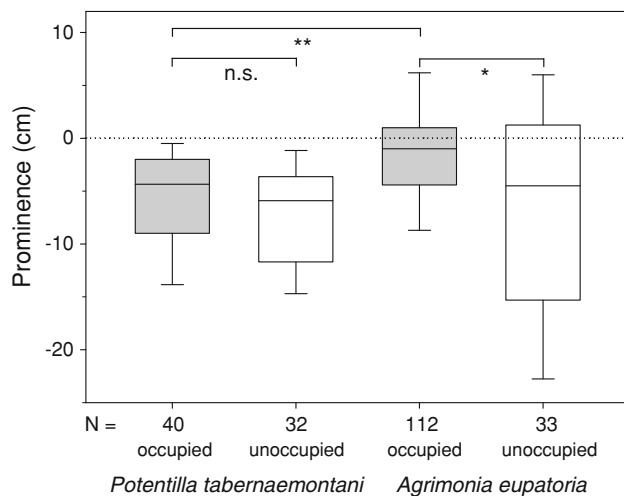 10
**
n.s.
*
0
Prominence (cm)
-10
-20
N = 40 32 112 33
occupied unoccupied occupied unoccupied
Potentilla tabernaemontani Agrimonia eupatoria